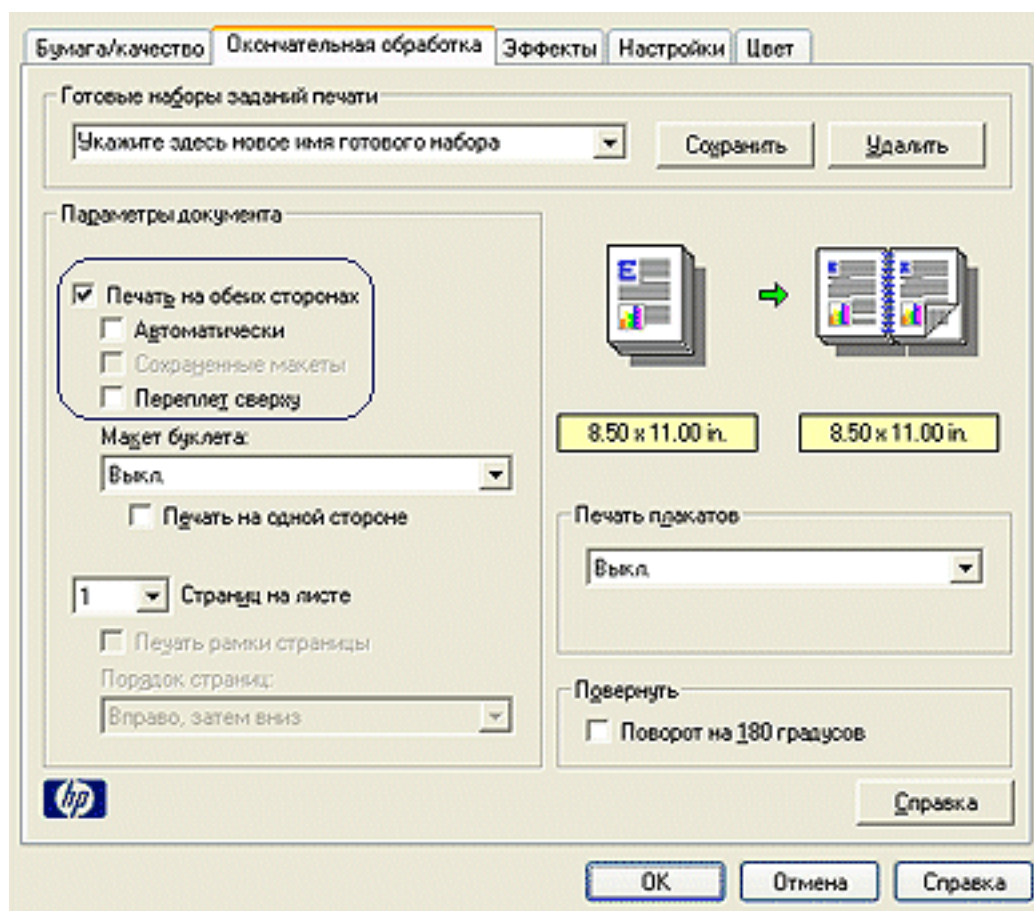 Бумага/качество Окончательная обработка Эффекты Настройки Цвет
Готовые наборы заданий печати
Укажите здесь новое имя готового набора Сохранить Удалить
Параметры документа
Печать на обеих сторонах
Автоматически
Сохраненные макеты
Переплет сверху
Макет буклета:
Выкл.
Печать на одной стороне
1 Страниц на листе
Печать рамки страницы
Порядок страниц:
Вправо, затем вниз
E
8.50 x 11.00 in. 8.50 x 11.00 in.
Печать плакатов
Выкл.
Повернуть
Поворот на 180 градусов
hp
Справка
OK Отмена Справка